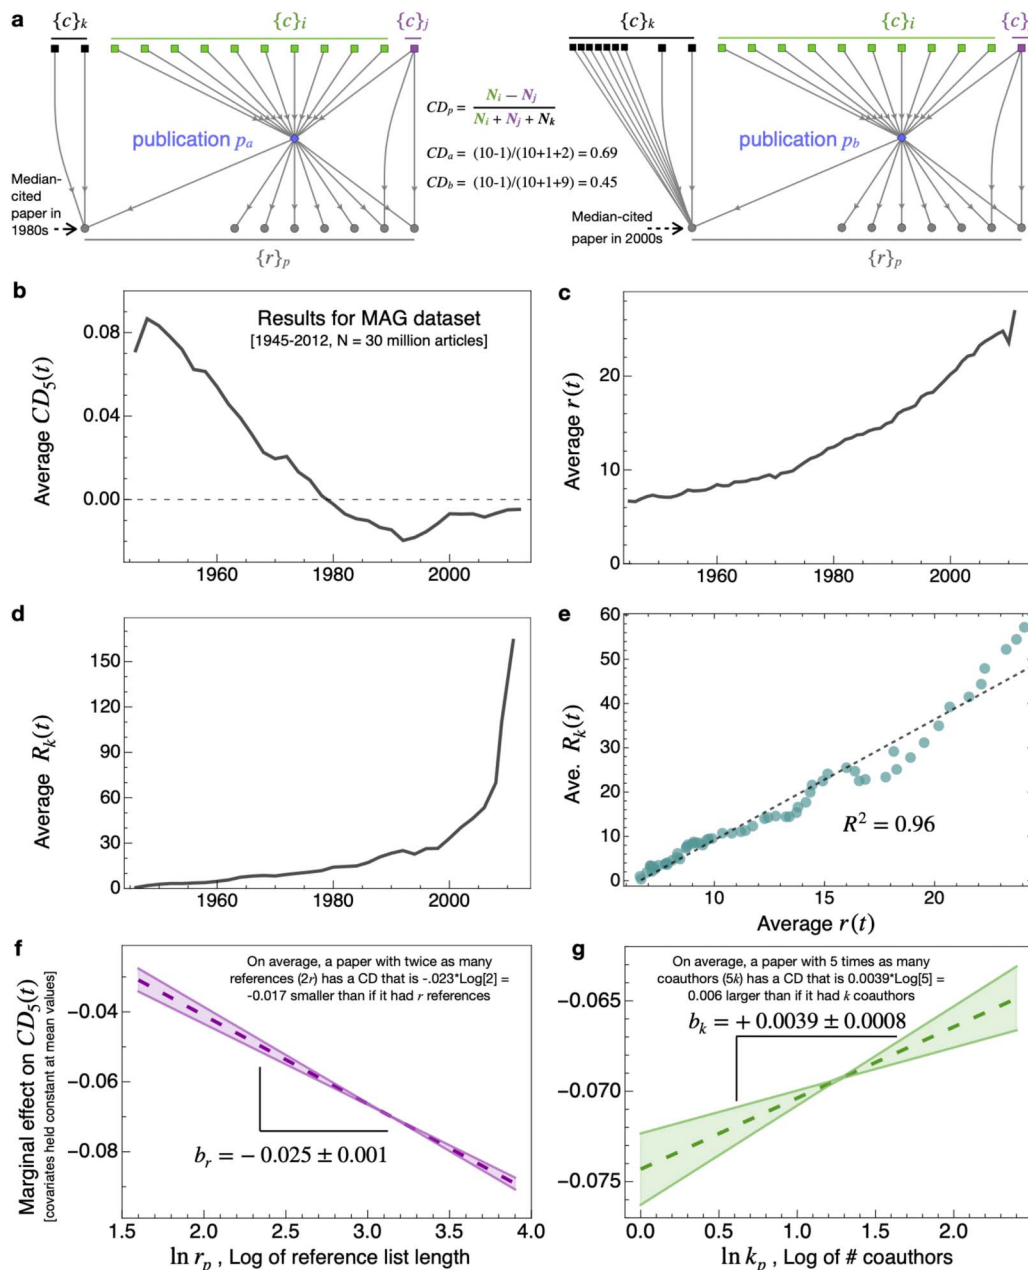 a
{c}k
{c}i
{c}j
{c}k
{c}i
{c}
publication pa
CDp = Ni − Nj / Ni + Nj + Nk
CDa = (10-1)/(10+1+2) = 0.69
CDb = (10-1)/(10+1+9) = 0.45
publication pb
Median-
cited
paper in
1980s
Median-cited
paper in 2000s
{r}p
{r}p
b
Results for MAG dataset
[1945-2012, N = 30 million articles]
Average CD5(t)
0.08
0.04
0.00
1960
1980
2000
c
Average r(t)
20
10
0
1960
1980
2000
d
Average Rk(t)
150
120
90
60
30
0
1960
1980
2000
e
Ave. Rk(t)
60
50
40
30
20
10
0
R2 = 0.96
10
15
20
Average r(t)
f
On average, a paper with twice as many
references (2r) has a CD that is -.023*Log[2] =
-0.017 smaller than if it had r references
Marginal effect on CD5(t)
[covariates held constant at mean values]
−0.04
−0.06
−0.08
br = − 0.025 ± 0.001
1.5
2.0
2.5
3.0
3.5
4.0
ln rp , Log of reference list length
g
On average, a paper with 5 times as many
coauthors (5k) has a CD that is 0.0039*Log[5] =
0.006 larger than if it had k coauthors
bk = + 0.0039 ± 0.0008
−0.065
−0.070
−0.075
0.0
0.5
1.0
1.5
2.0
ln kp , Log of # coauthors